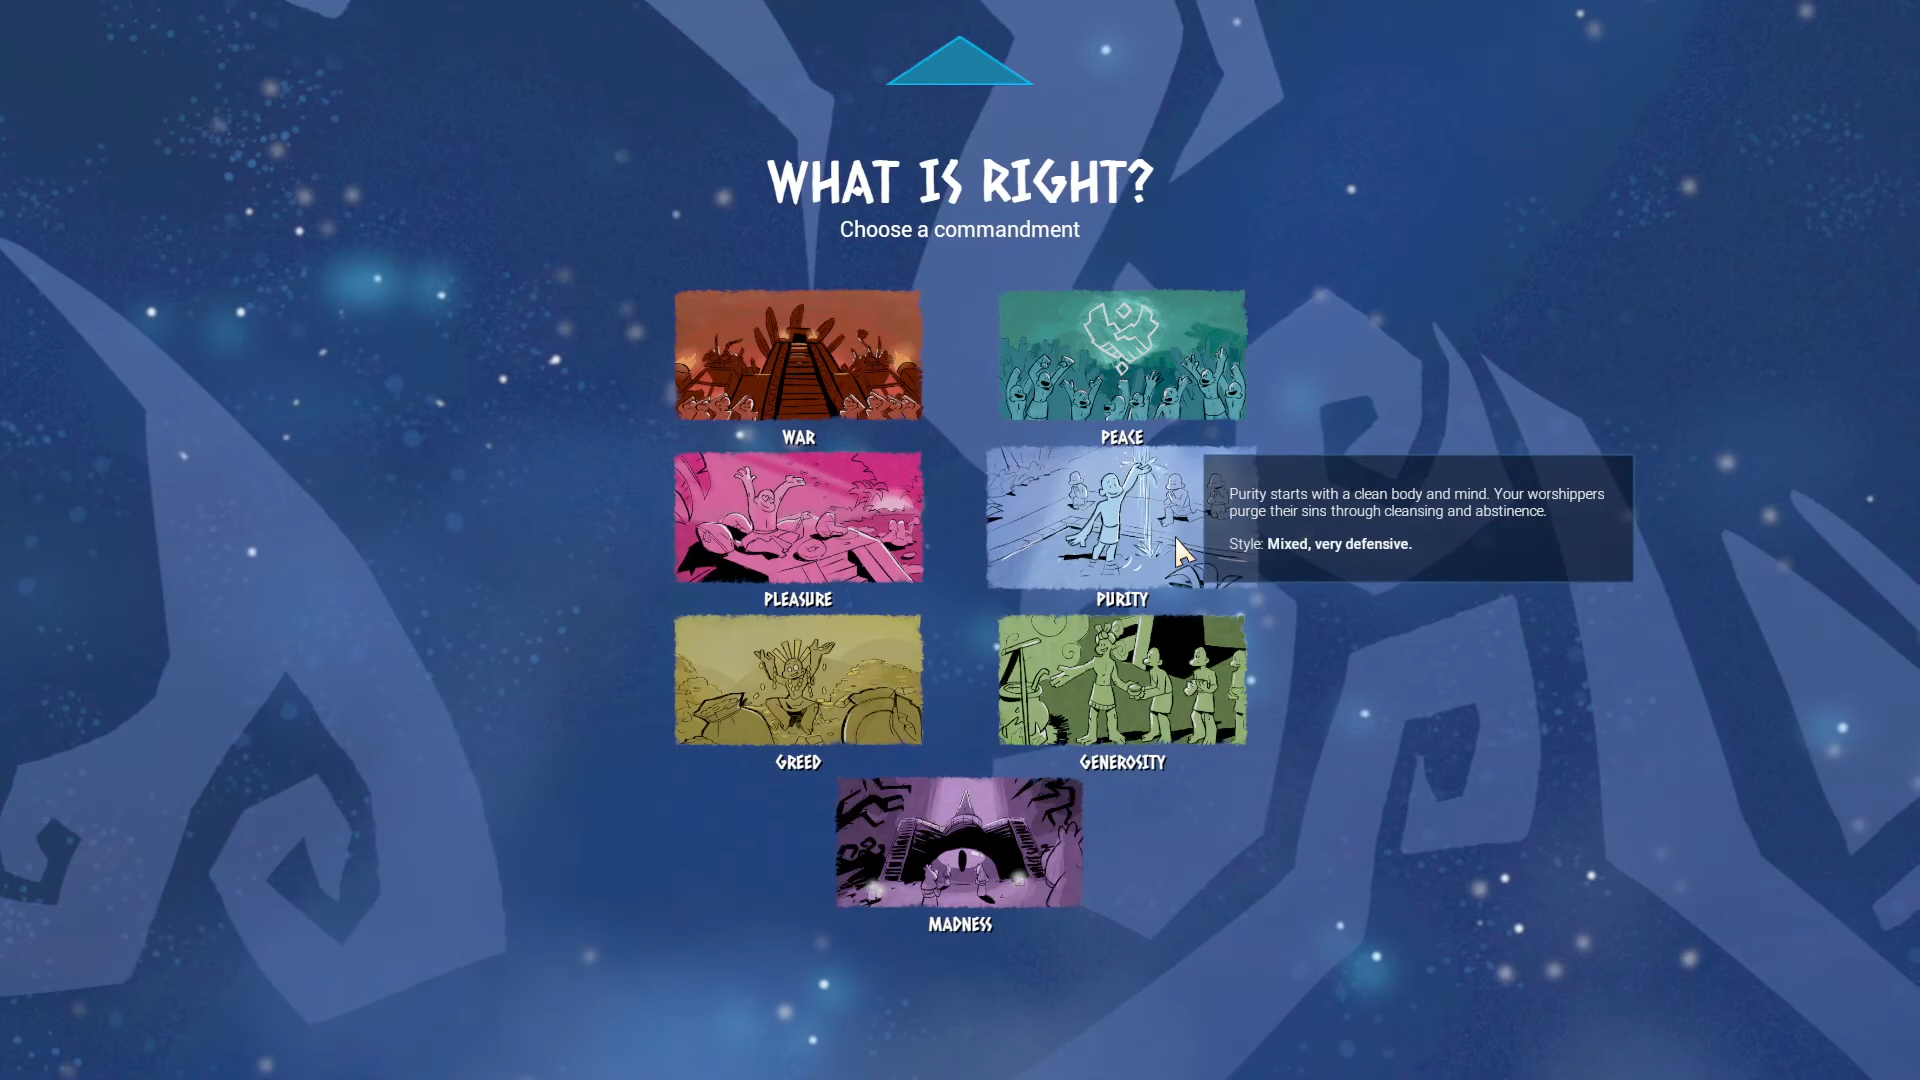 WHAT IS RIGHT?
Choose a commandment
WAR
PEACE
Purity starts with a clean body and mind. Your worshippers
purge their sins through cleansing and abstinence.
Style: Mixed, very defensive.
PLEASURE
PURITY
GREED
GENEROSITY
MADNESS